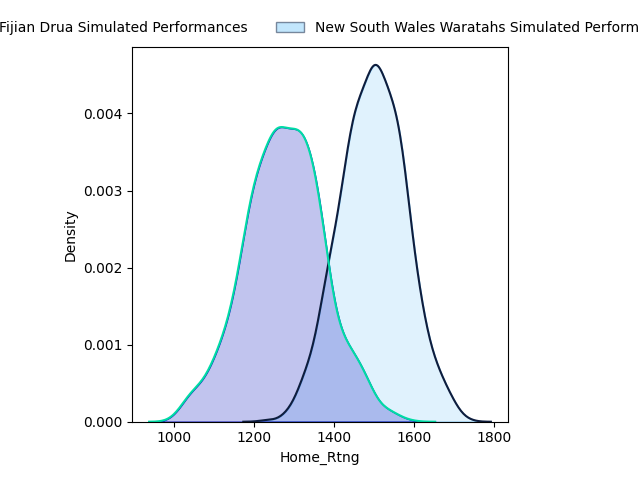 Fijian Drua Simulated Performances
New South Wales Waratahs Simulated Perform
0.004
0.003
0.002
0.001
0.000
Density
1000 1200 1400 1600 1800
Home_Rtng